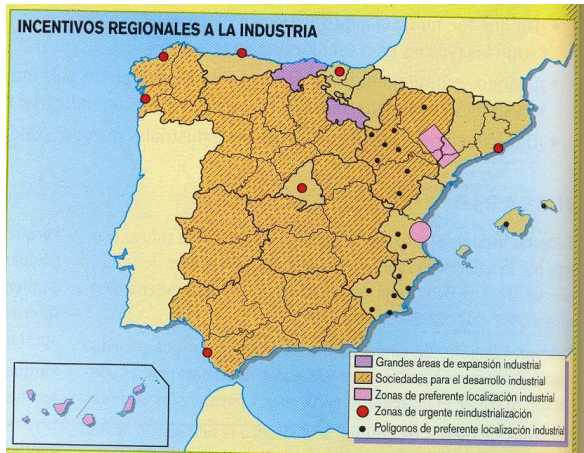 INCENTIVOS REGIONALES A LA INDUSTRIA
Grandes áreas de expansión industrial
Sociedades para el desarrollo industrial
Zonas de preferente localización industrial
Zonas de urgente reindustrialización
Polígonos de preferente localización industrial